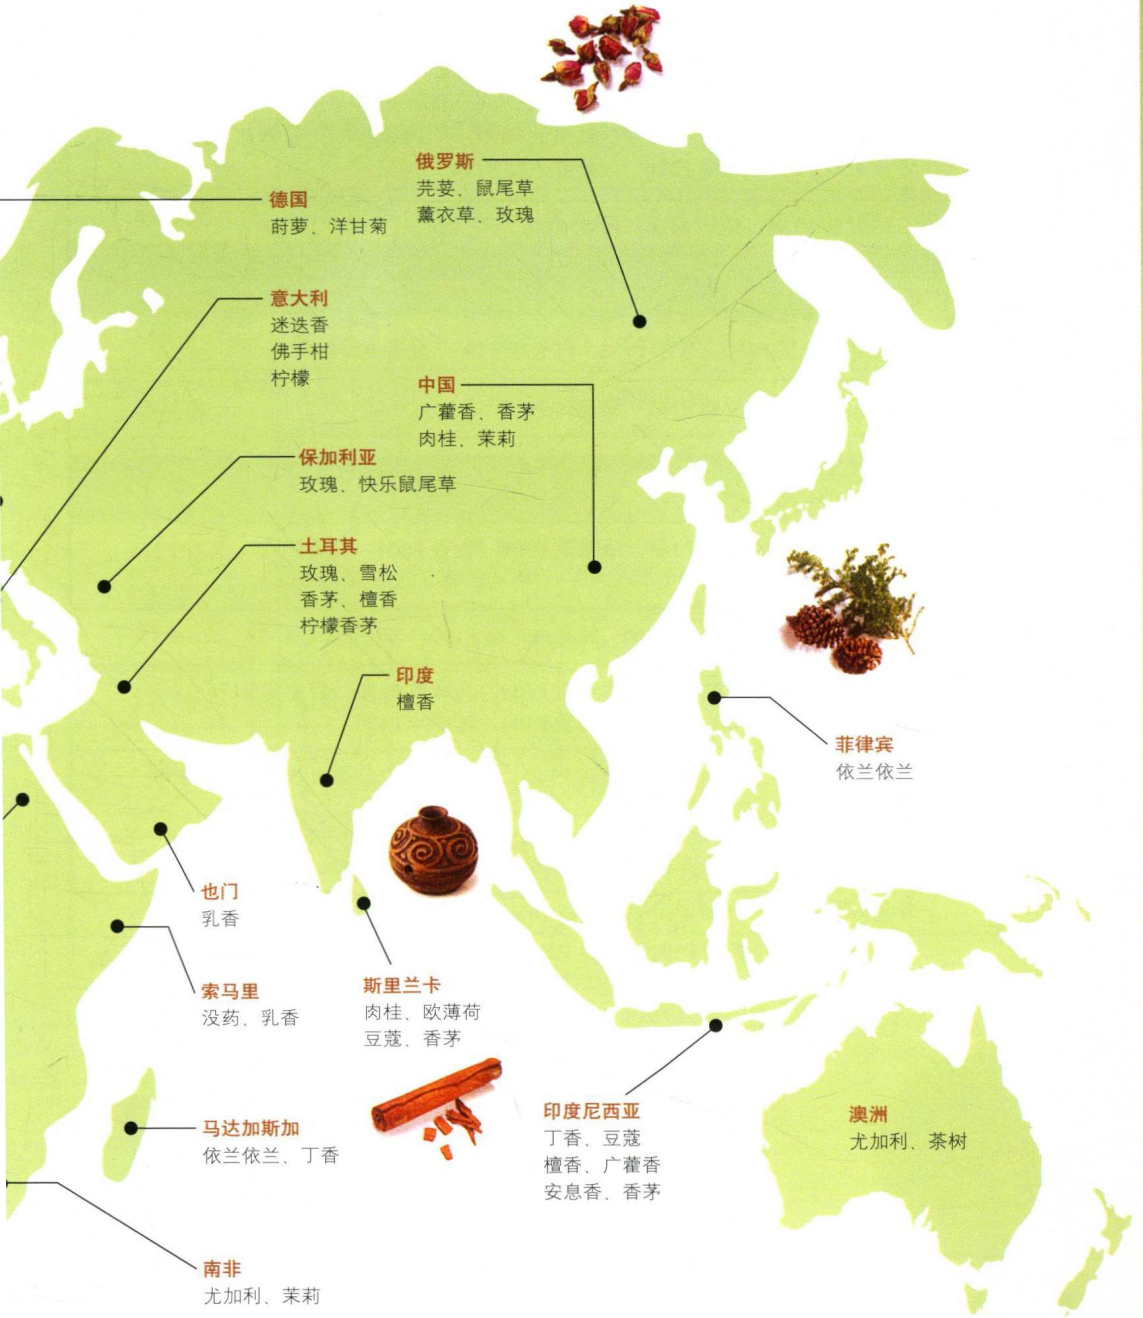 俄罗斯
芫荽、鼠尾草
薰衣草、玫瑰
德国
莳萝、洋甘菊
意大利
迷迭香
佛手柑
柠檬
中国
广藿香、香茅
肉桂、茉莉
保加利亚
玫瑰、快乐鼠尾草
土耳其
玫瑰、雪松
香茅、檀香
柠檬香茅
印度
檀香
菲律宾
依兰依兰
也门
乳香
索马里
没药、乳香
斯里兰卡
肉桂、欧薄荷
豆蔻、香茅
马达加斯加
依兰依兰、丁香
印度尼西亚
丁香、豆蔻
檀香、广藿香
安息香、香茅
澳洲
尤加利、茶树
南非
尤加利、茉莉